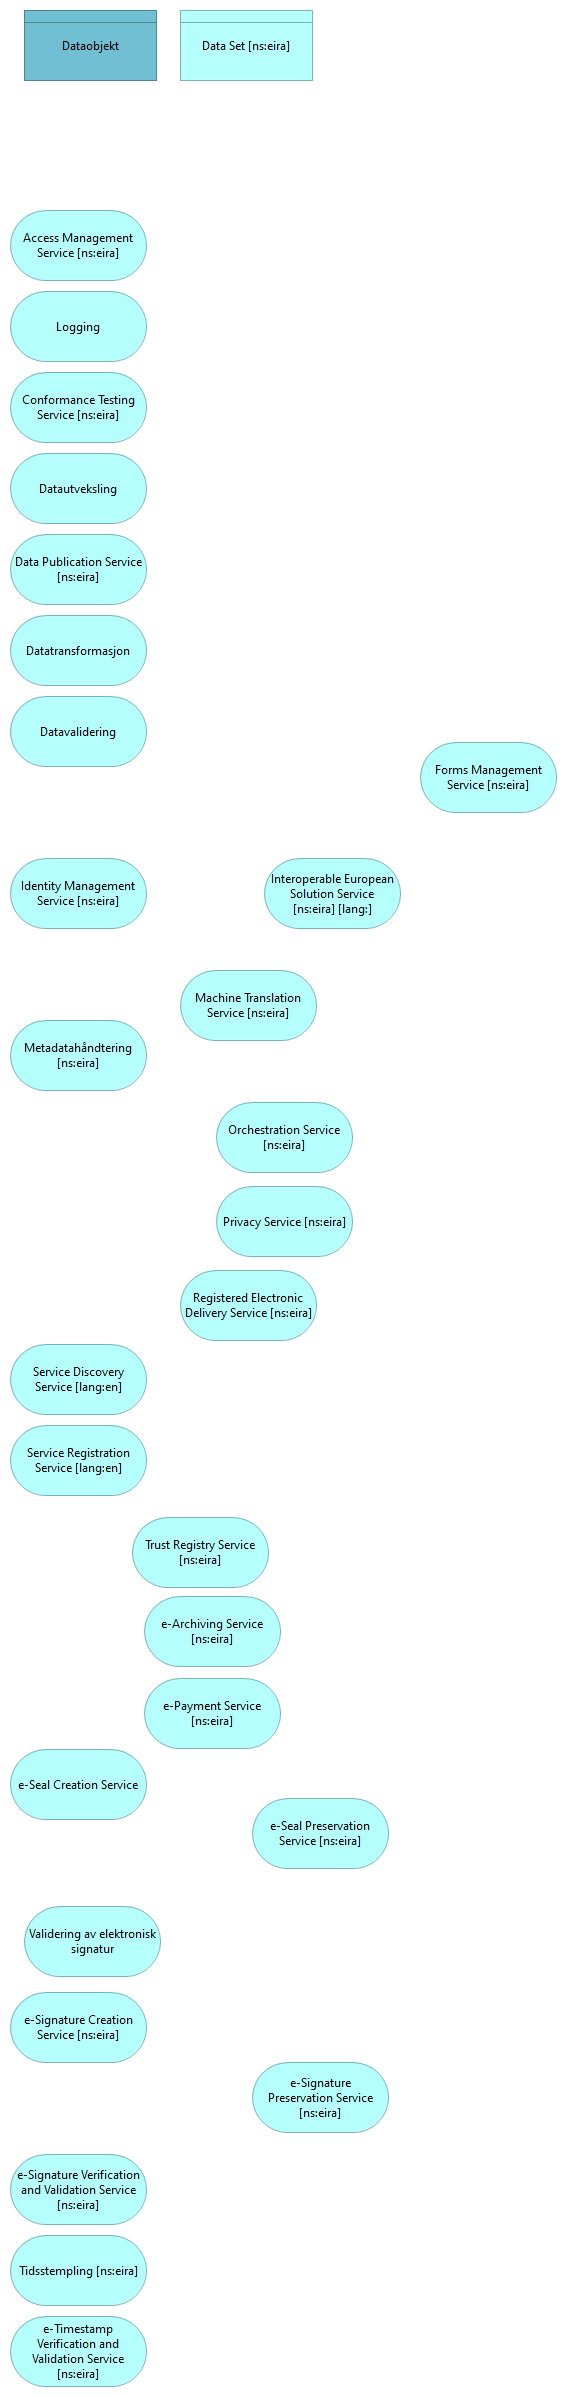 Dataobjekt
Data Set [ns:eira]
Access Management
Service [ns:eira]
Logging
Conformance Testing
Service [ns:eira]
Datautveksling
Data Publication Service
[ns:eira]
Datatransformasjon
Datavalidering
Forms Management
Service [ns:eira]
Identity Management
Service [ns:eira]
Interoperable European
Solution Service
[ns:eira] [lang:]
Machine Translation
Service [ns:eira]
Metadatahåndtering
[ns:eira]
Orchestration Service
[ns:eira]
Privacy Service [ns:eira]
Registered Electronic
Delivery Service [ns:eira]
Service Discovery
Service [lang:en]
Service Registration
Service [lang:en]
Trust Registry Service
[ns:eira]
e-Archiving Service
[ns:eira]
e-Payment Service
[ns:eira]
e-Seal Creation Service
e-Seal Preservation
Service [ns:eira]
Validering av elektronisk
signatur
e-Signature Creation
Service [ns:eira]
e-Signature
Preservation Service
[ns:eira]
e-Signature Verification
and Validation Service
[ns:eira]
Tidsstempling [ns:eira]
e-Timestamp
Verification and
Validation Service
[ns:eira]